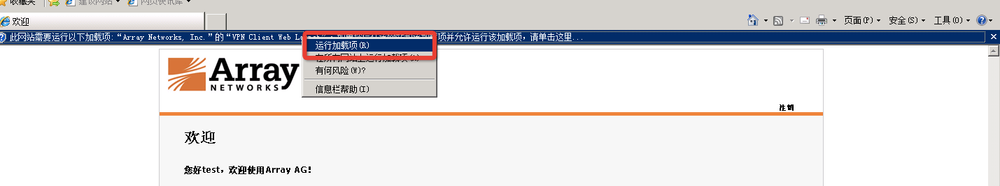 收藏夹 建议网站 网页快讯库
欢迎
页面(P) 安全(S) 工具(O)
此网站需要运行以下加载项:“Array Networks, Inc.”的“VPN Client Web La 项并允许运行该加载项，请单击这里...
运行加载项(R)
在所有网站上运行加载项
有何风险(W)?
信息栏帮助(I)
Array
NETWORKS
注销
欢迎
您好test，欢迎使用Array AG!